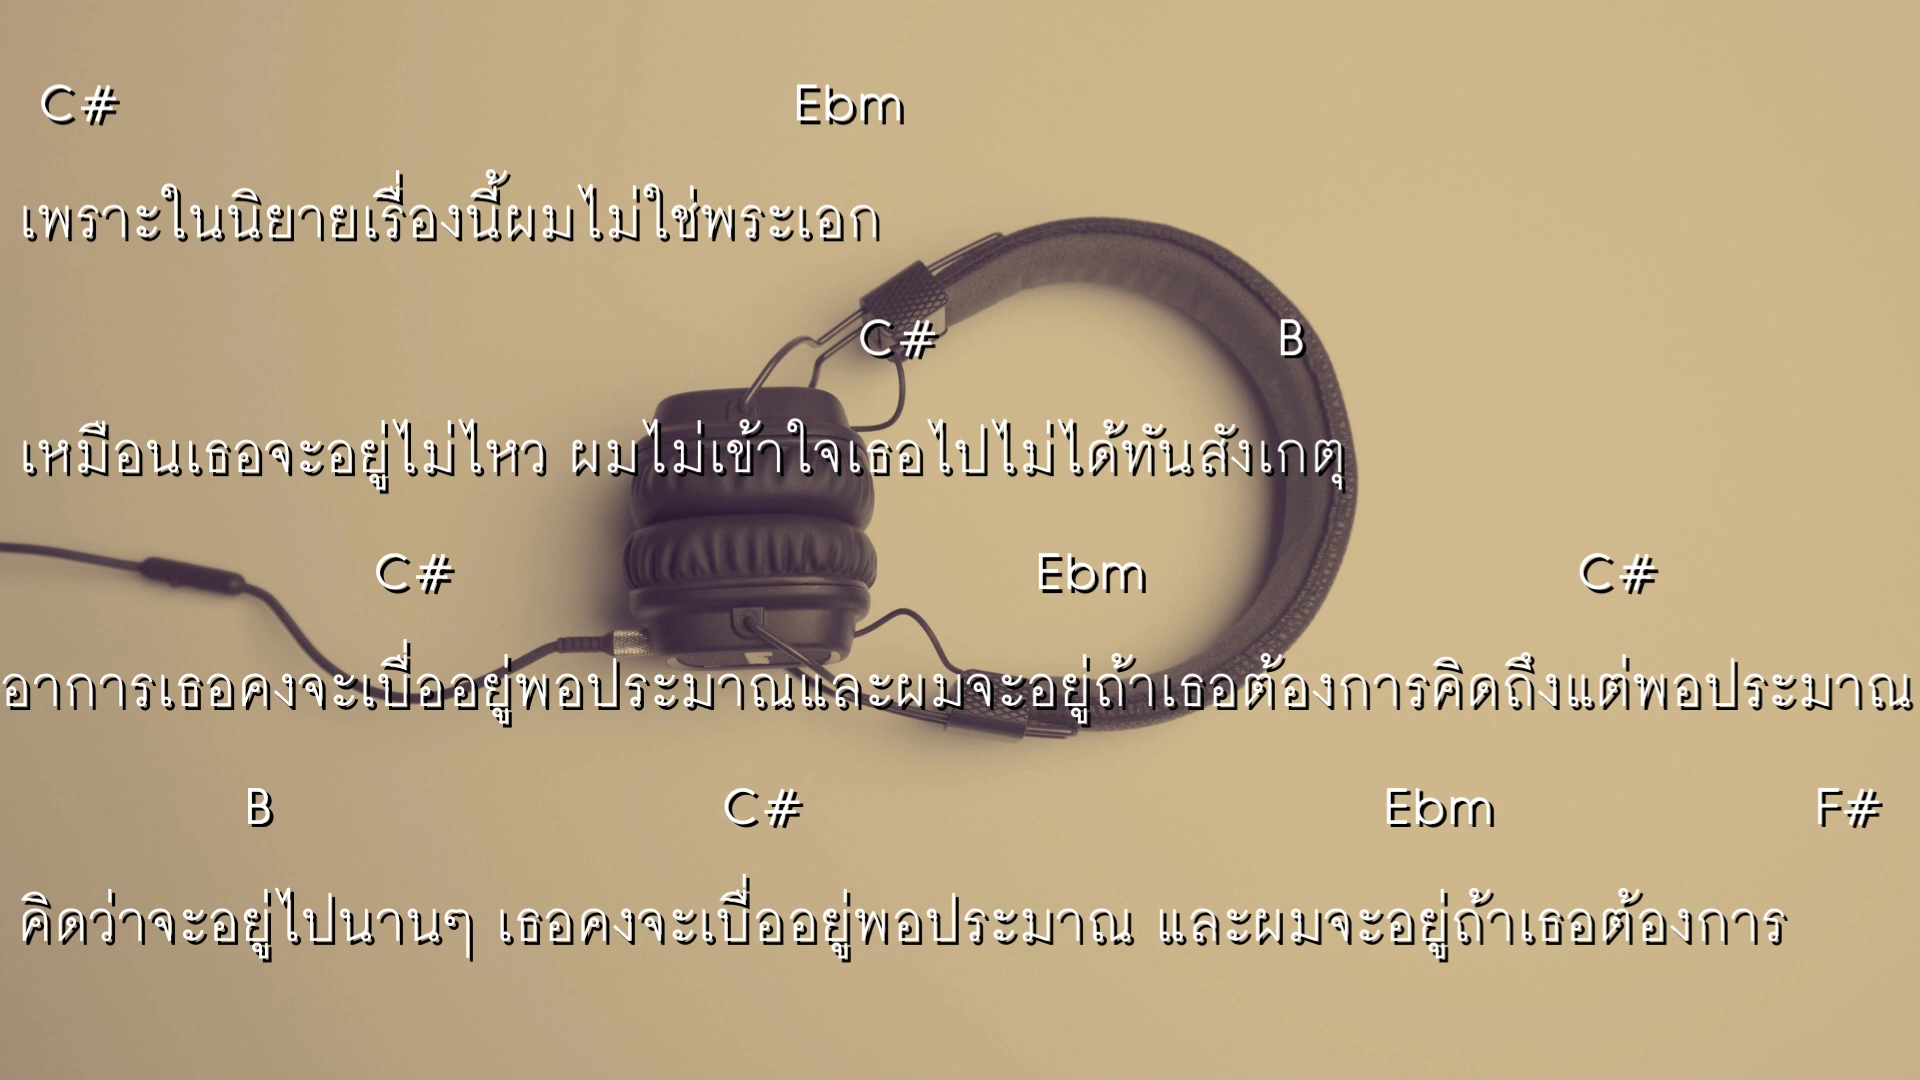 C# Ebm
เพราะในนิยายเรื่องนี้ผมไม่ใช่พระเอก
C# B
เหมือนเธอจะอยู่ไม่ไหว ผมไม่เข้าใจเธอไปไม่ได้ทันสังเกตุ
C# Ebm C#
อาการเธอคงจะเบื่ออยู่พอประมาณและผมจะอยู่ถ้าเธอต้องการคิดถึงแต่พอประมาณ
B C# Ebm F#
คิดว่าจะอยู่ไปนานๆ เธอคงจะเบื่ออยู่พอประมาณ และผมจะอยู่ถ้าเธอต้องการ